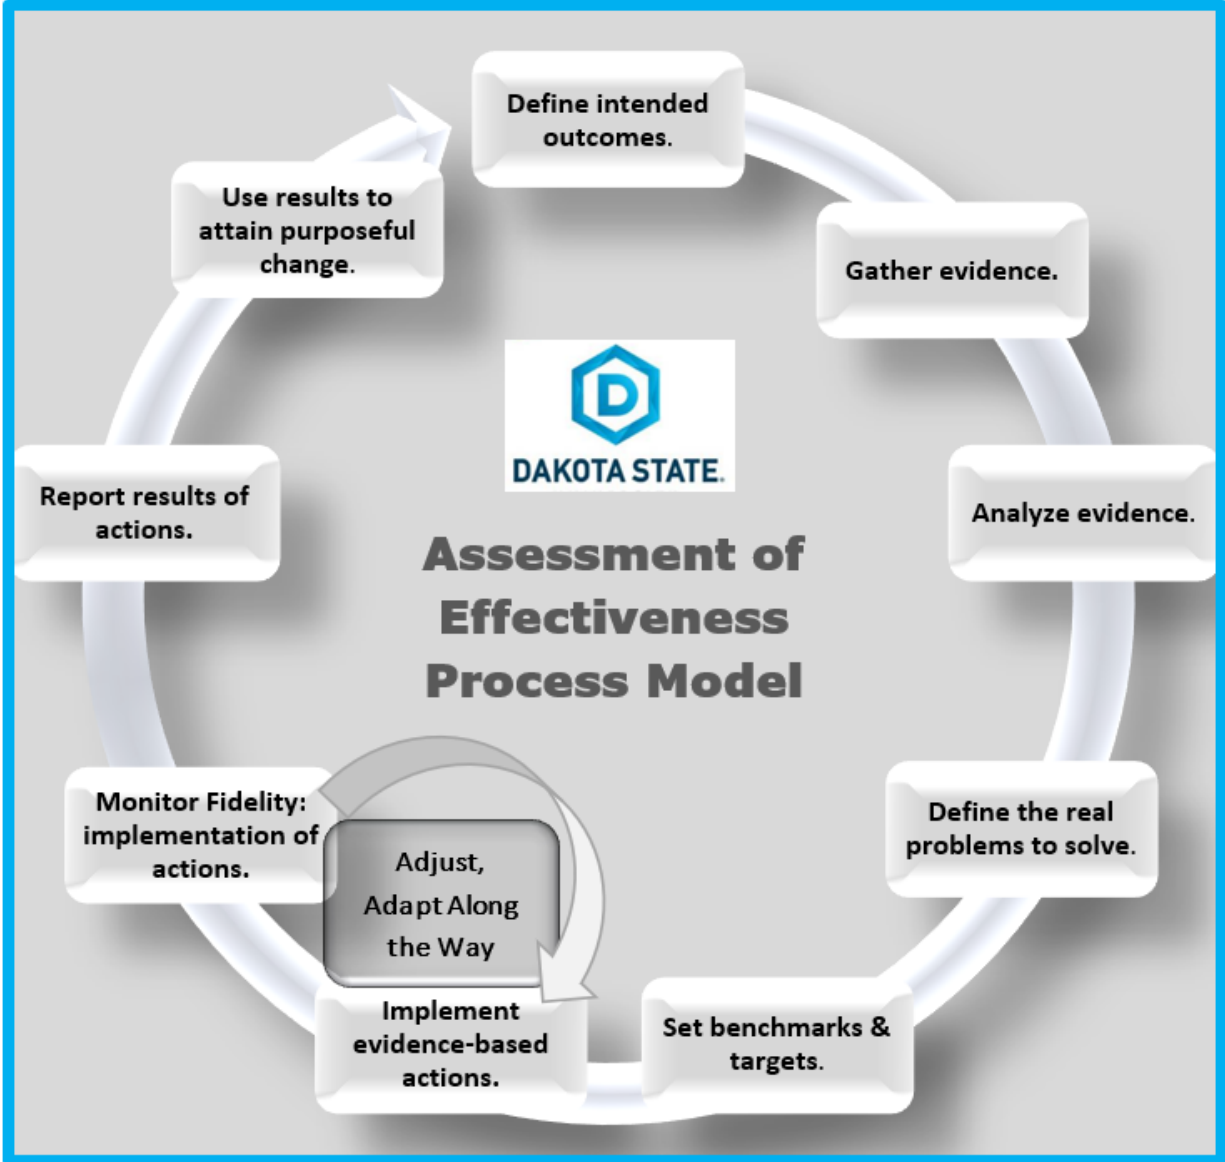 Define intended
outcomes.
Gather evidence.
Analyze evidence.
Define the real
problems to solve.
Set benchmarks &
targets.
Implement
evidence-based
actions.
Monitor Fidelity:
implementation of
actions.
Adjust,
Adapt Along
the Way
Report results of
actions.
Use results to
attain purposeful
change.
D
DAKOTA STATE.
Assessment of
Effectiveness
Process Model